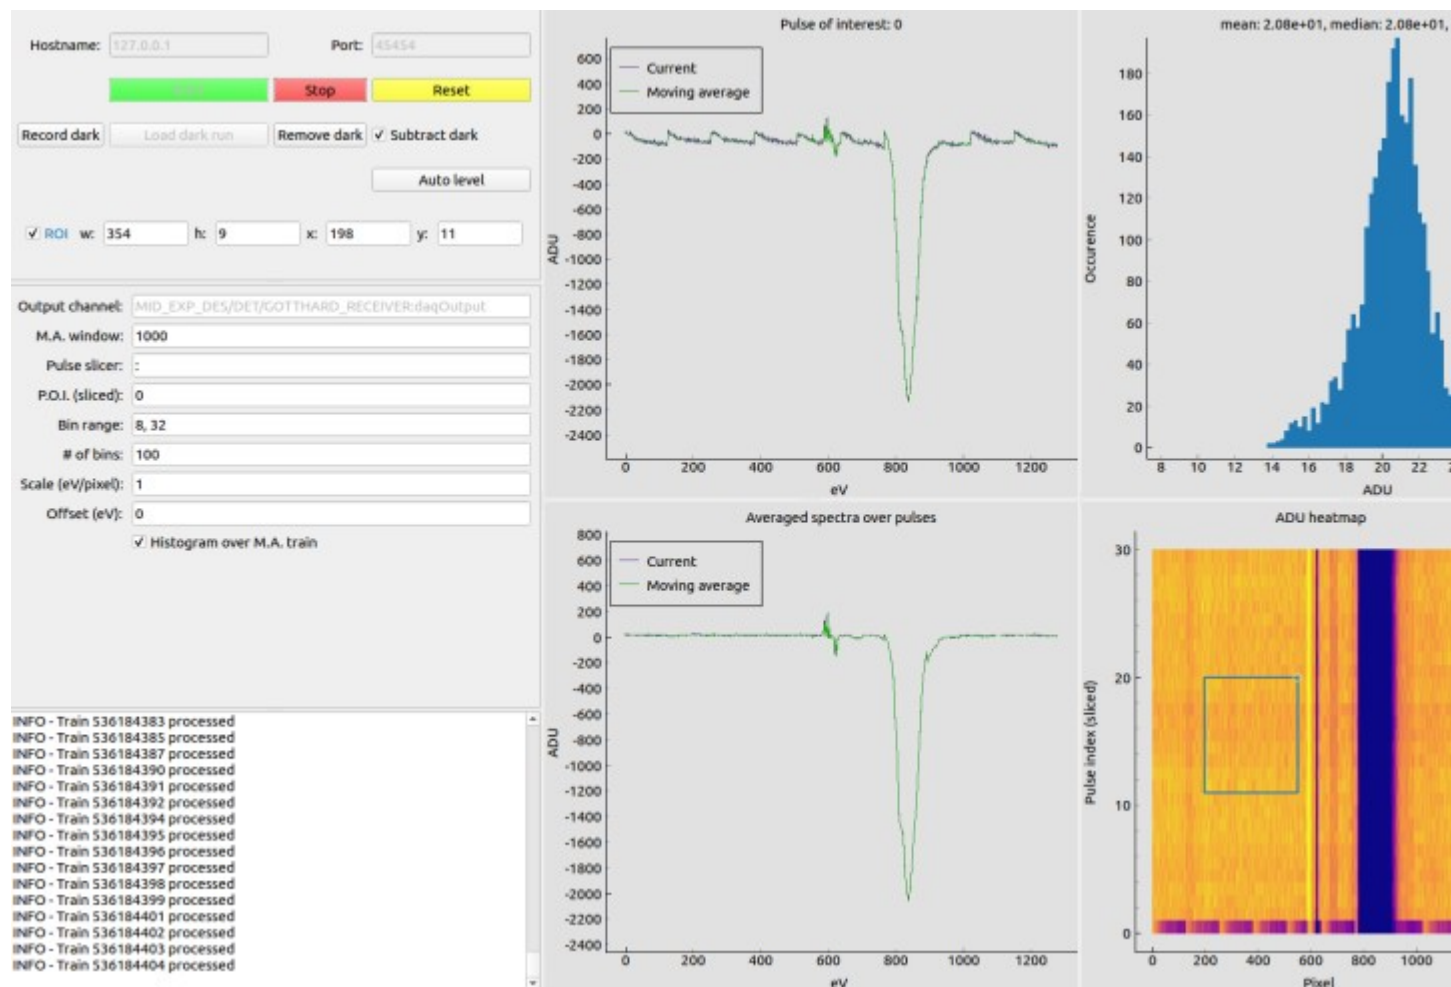 Hostname: 127.0.0.1 Port: 45454
Stop Reset
Record dark Load dark run Remove dark Subtract dark
Auto level
ROI w: 354 h: 9 x: 198 y: 11
Output channel: MID_EXP_DES/DET/GOTTHARD_RECEIVER:daqOutput
M.A. window: 1000
Pulse slicer: :
P.O.I. (sliced): 0
Bin range: 8, 32
# of bins: 100
Scale (eV/pixel): 1
Offset (eV): 0
Histogram over M.A. train
INFO - Train 536184383 processed
INFO - Train 536184385 processed
INFO - Train 536184387 processed
INFO - Train 536184390 processed
INFO - Train 536184391 processed
INFO - Train 536184392 processed
INFO - Train 536184394 processed
INFO - Train 536184395 processed
INFO - Train 536184396 processed
INFO - Train 536184397 processed
INFO - Train 536184398 processed
INFO - Train 536184399 processed
INFO - Train 536184401 processed
INFO - Train 536184402 processed
INFO - Train 536184403 processed
INFO - Train 536184404 processed
Pulse of interest: 0
Current
Moving average
600
400
200
0
-200
-400
-600
-800
-1000
-1200
-1400
-1600
-1800
-2000
-2200
-2400
ADU
0 200 400 600 800 1000 1200
eV
mean: 2.08e+01, median: 2.08e+01,
180
160
140
120
100
80
60
40
20
0
Occurence
8 10 12 14 16 18 20 22 2
ADU
Averaged spectra over pulses
Current
Moving average
800
600
400
200
0
-200
-400
-600
-800
-1000
-1200
-1400
-1600
-1800
-2000
-2200
-2400
ADU
0 200 400 600 800 1000 1200
eV
ADU heatmap
30
20
10
0
Pulse index (sliced)
0 200 400 600 800 1000
Pixel